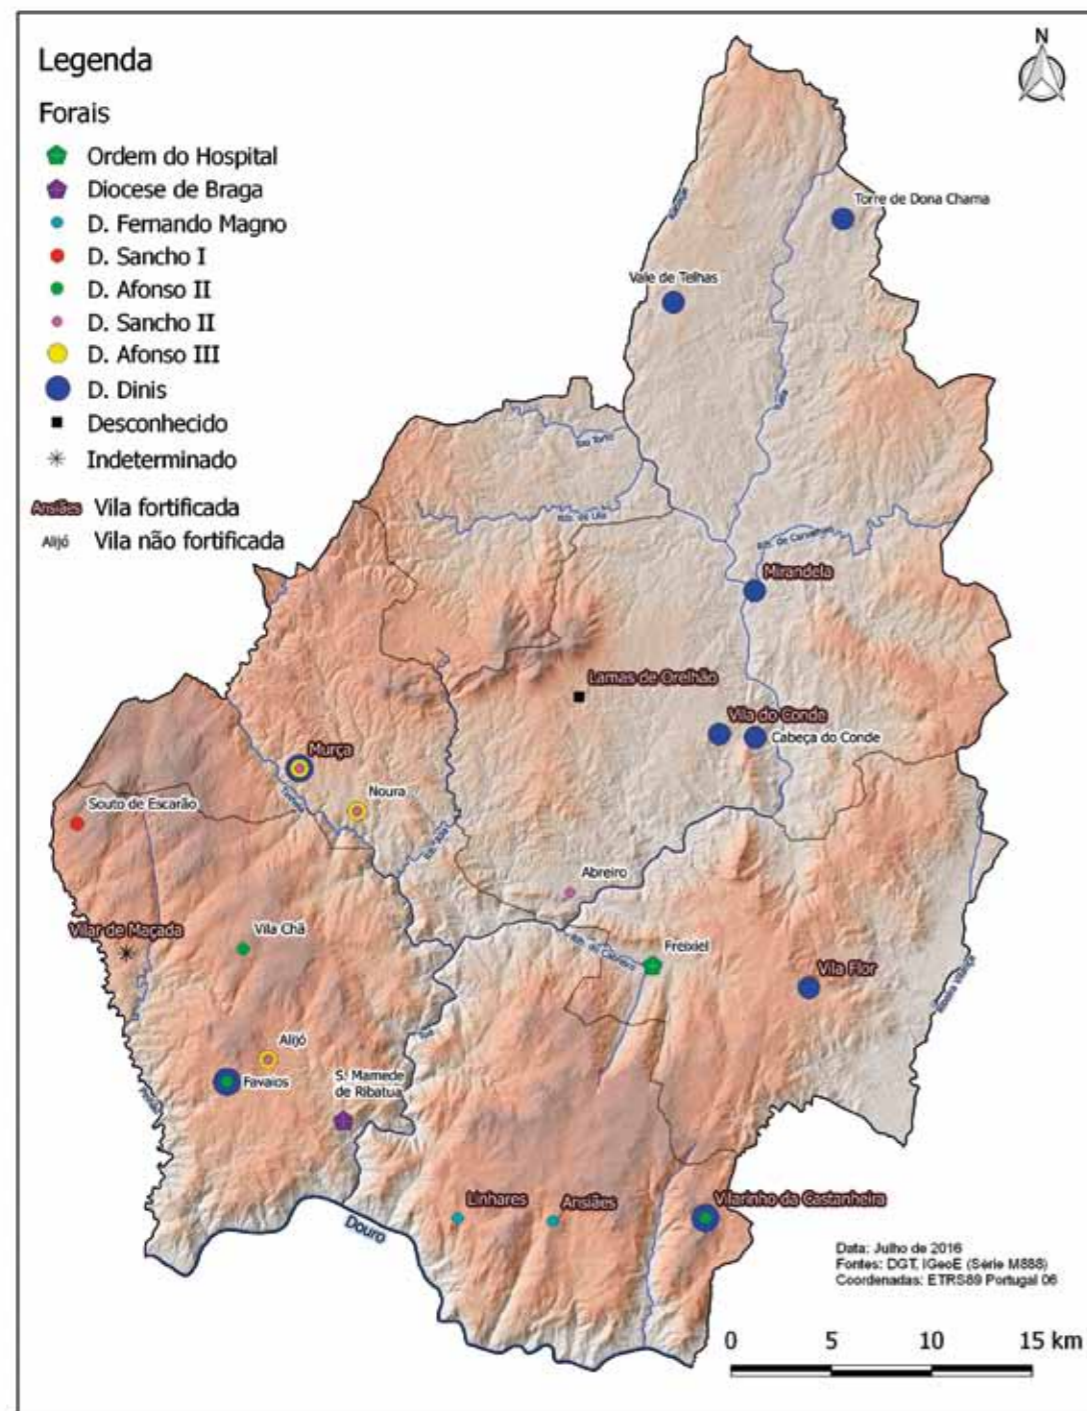 Legenda
Forais
Ordem do Hospital
Diocese de Braga
D. Fernando Magno
D. Sancho I
D. Afonso II
D. Sancho II
D. Afonso III
D. Dinis
Desconhecido
Indeterminado
Ansiães Vila fortificada
Alijó Vila não fortificada
N
Torre de Dona Chama
Vale de Telhas
Rio Torto
Mirandela
Lamas de Orelhão
Vila do Conde
Cabeça do Conde
Murça
Noura
Souto de Escarão
Abreiro
Vilar de Maçada
Vila Chã
Freixiel
Vila Flor
Alijó
Favaios
S. Mamede
de Ribatua
Tua
Linhares
Ansiães
Vilarinho da Castanheira
Douro
Data: Julho de 2016
Fontes: DGT, IGeoE (Série M888)
Coordenadas: ETRS89 Portugal 06
0 5 10 15 km